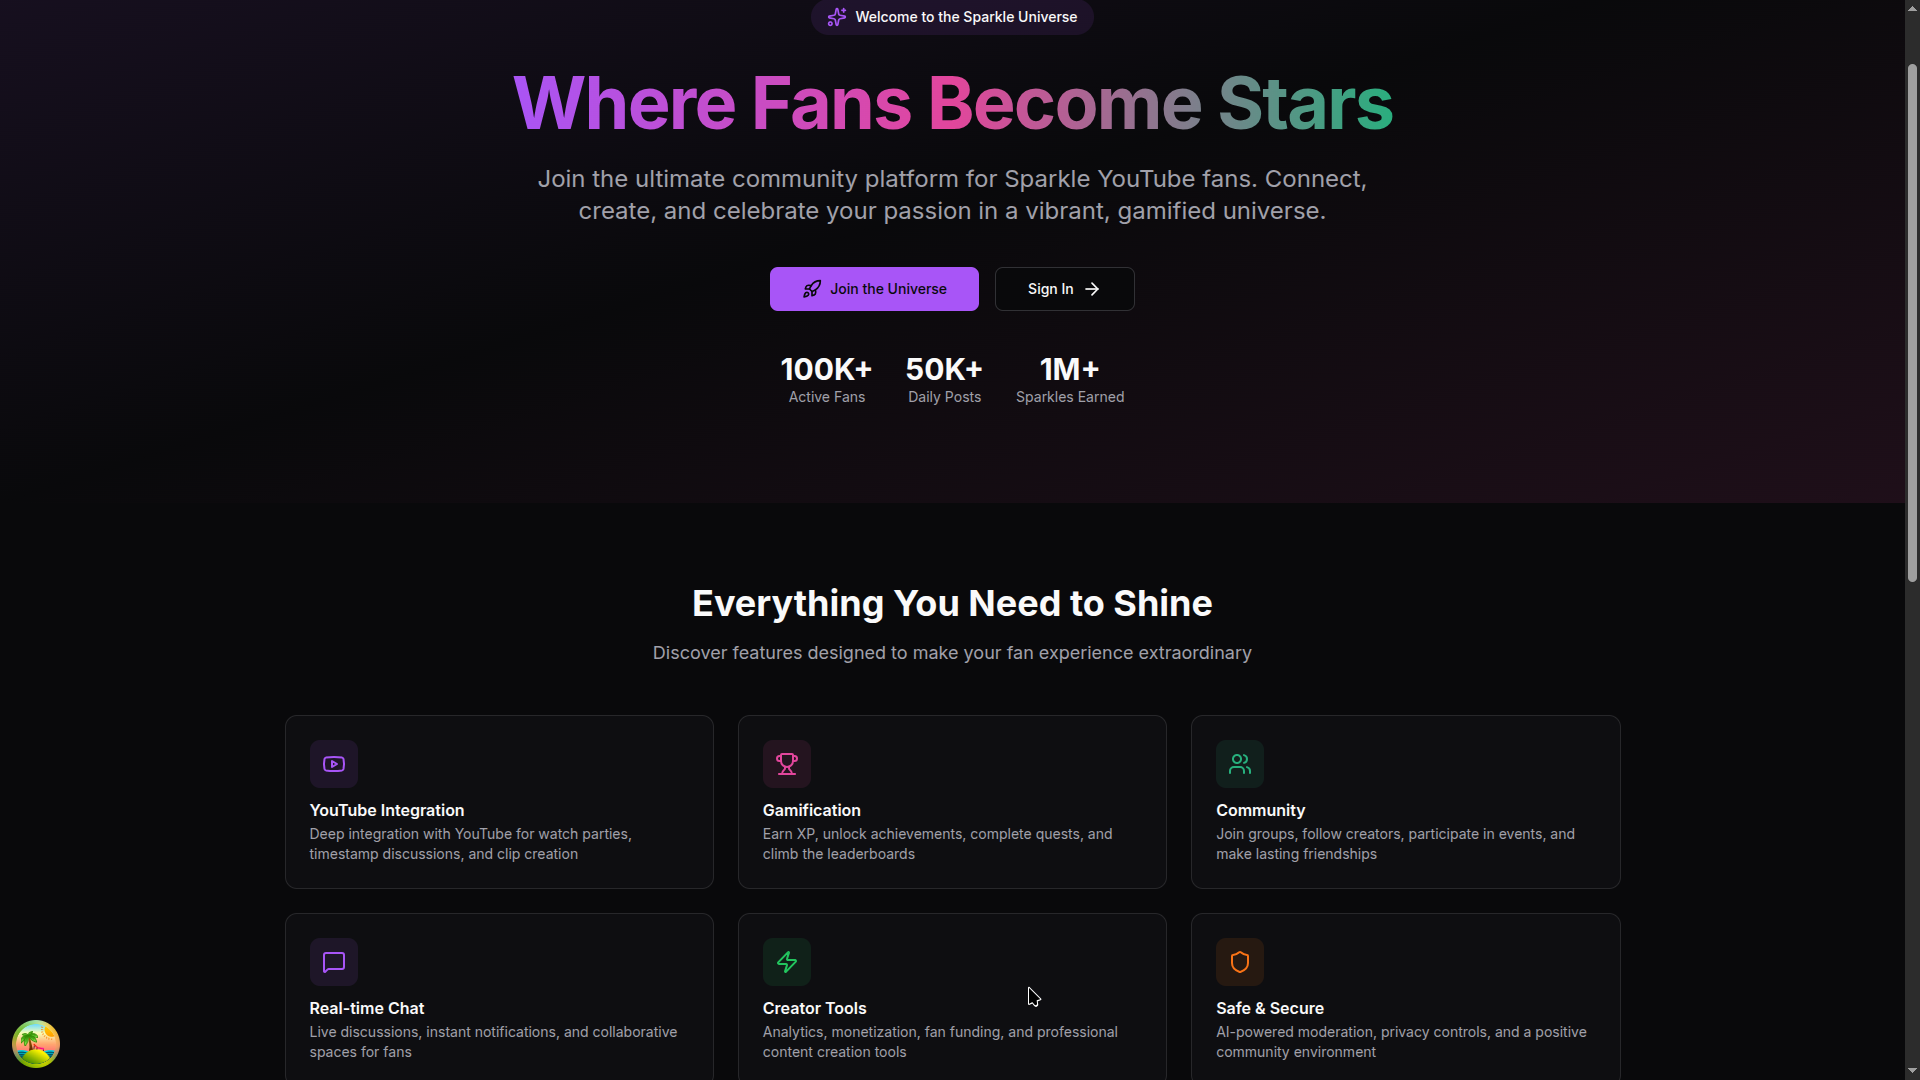 Welcome to the Sparkle Universe
Where Fans Become Stars
Join the ultimate community platform for Sparkle YouTube fans. Connect,
create, and celebrate your passion in a vibrant, gamified universe.
Join the Universe
Sign In
100K+
Active Fans
50K+
Daily Posts
1M+
Sparkles Earned
Everything You Need to Shine
Discover features designed to make your fan experience extraordinary
YouTube Integration
Deep integration with YouTube for watch parties,
timestamp discussions, and clip creation
Gamification
Earn XP, unlock achievements, complete quests, and
climb the leaderboards
Community
Join groups, follow creators, participate in events, and
make lasting friendships
Real-time Chat
Live discussions, instant notifications, and collaborative
spaces for fans
Creator Tools
Analytics, monetization, fan funding, and professional
content creation tools
Safe & Secure
AI-powered moderation, privacy controls, and a positive
community environment